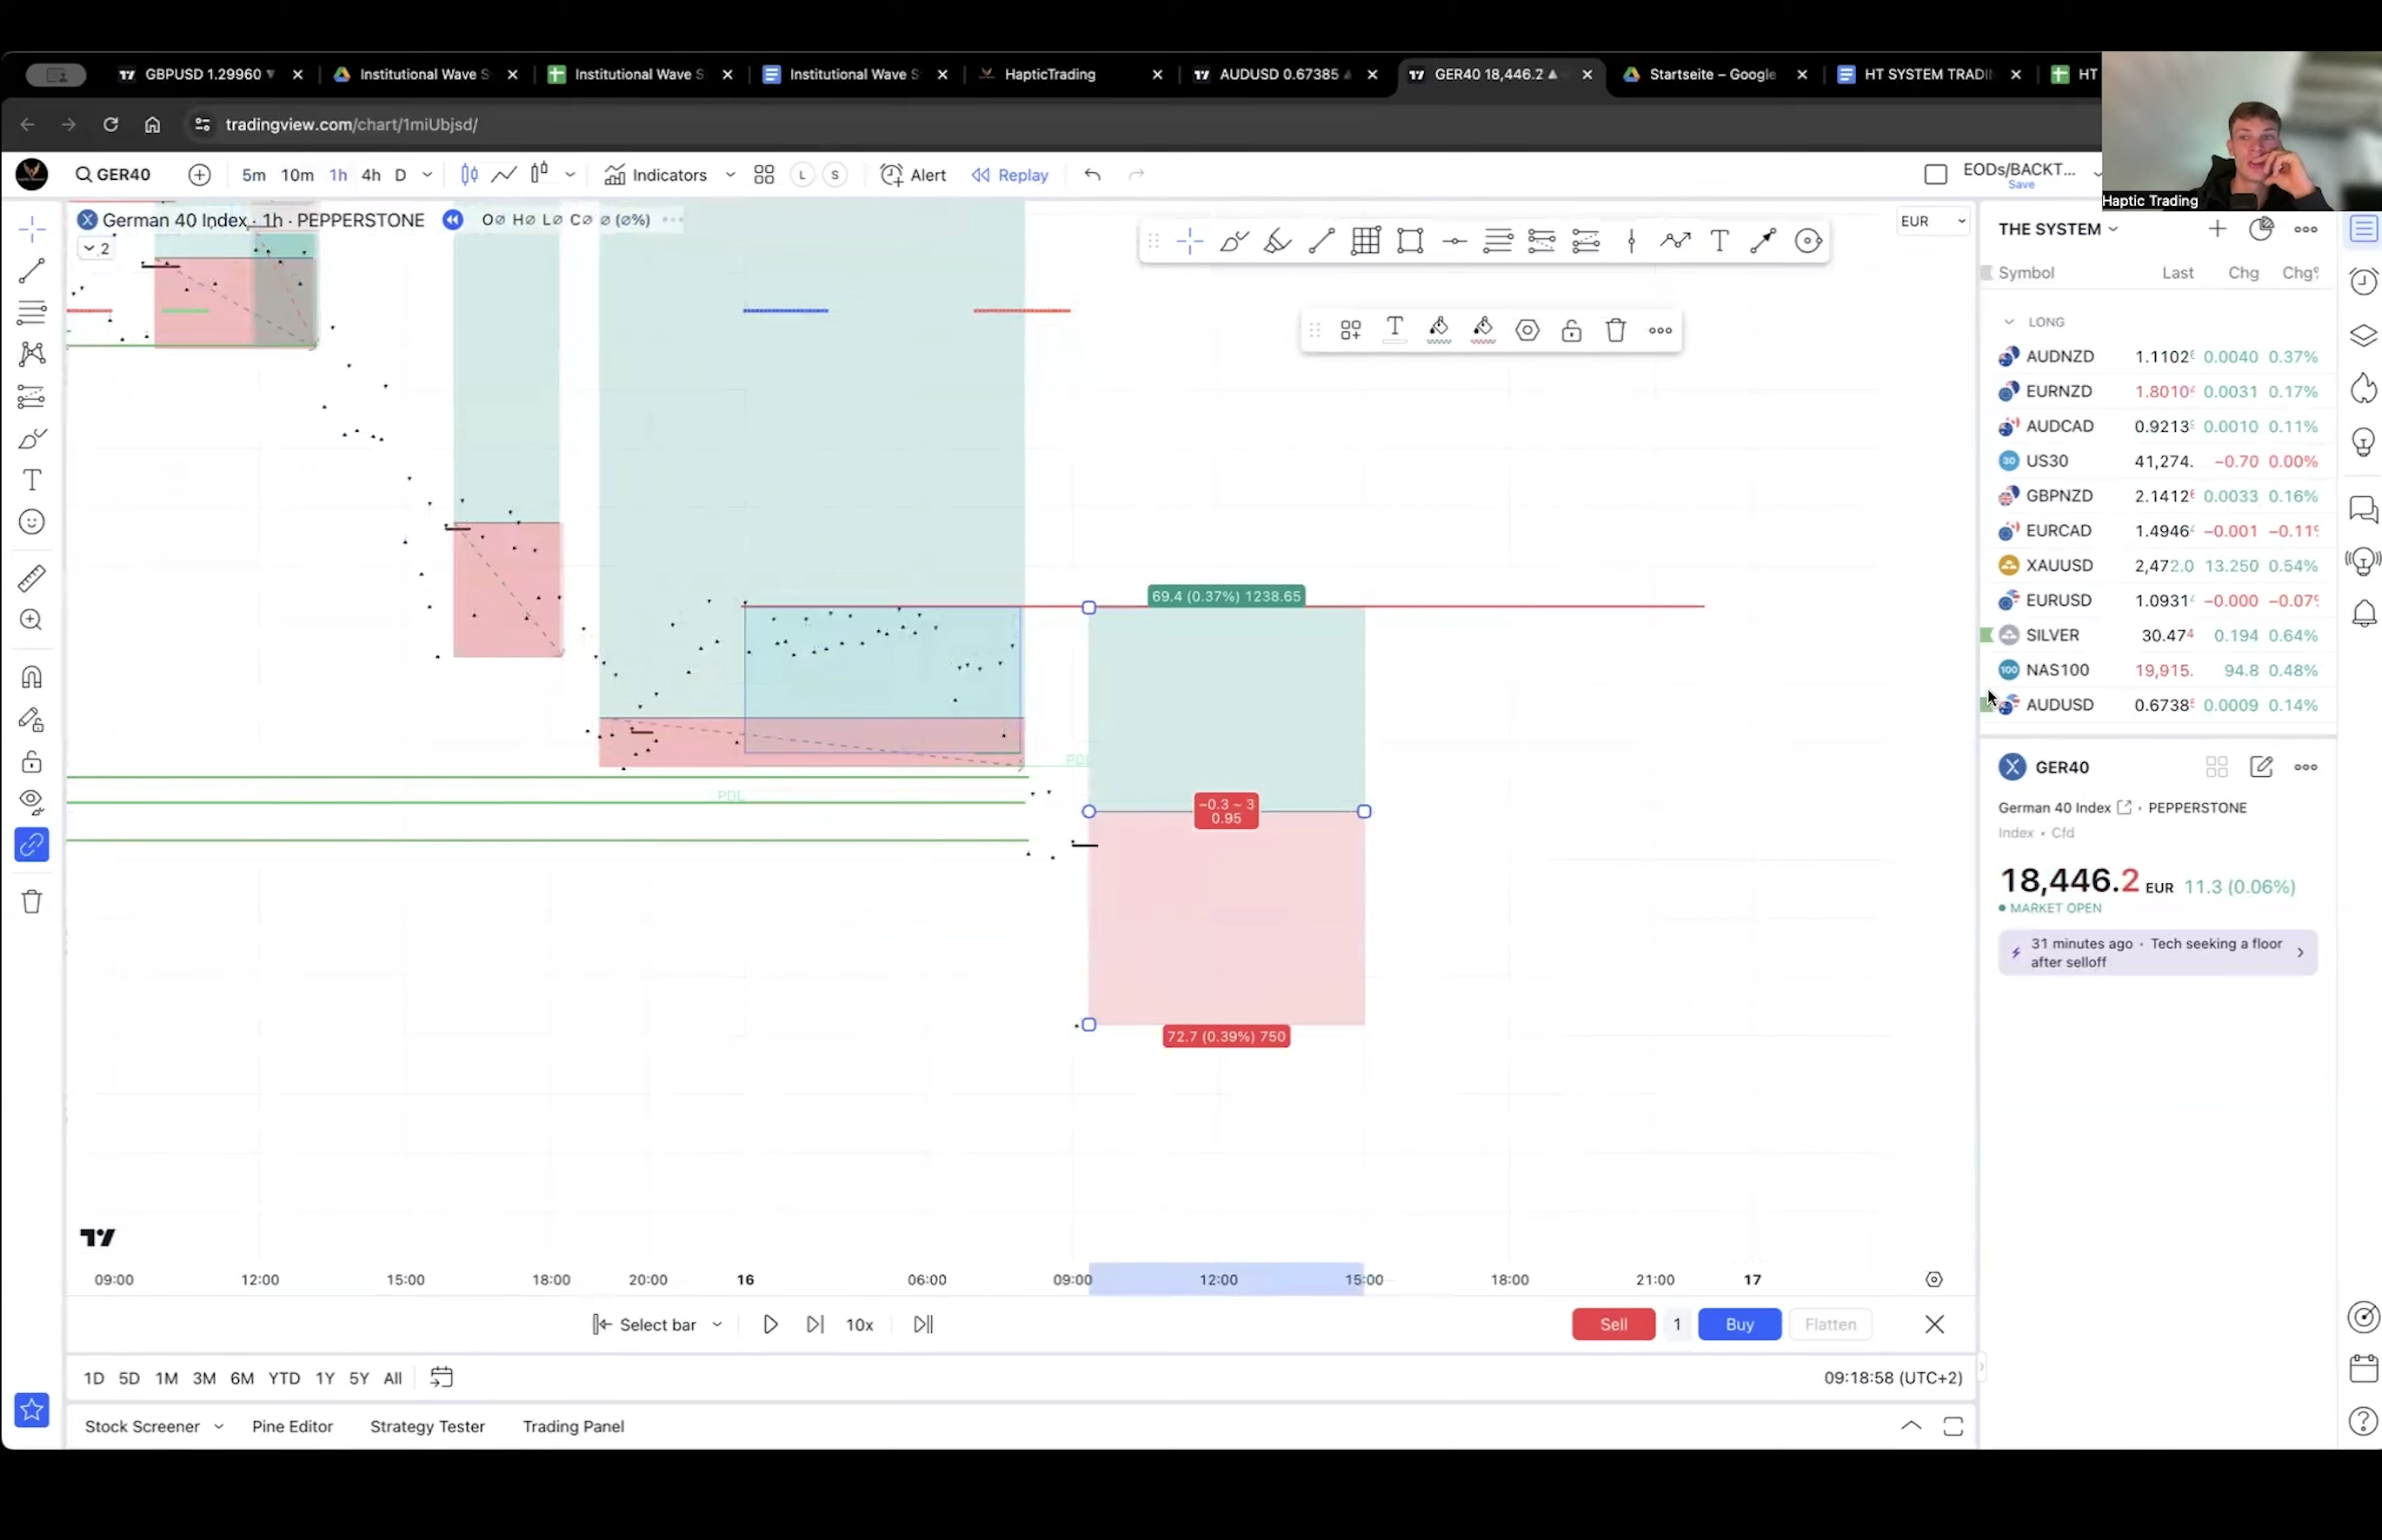 GBPUSD 1.29960
Institutional Wave S
Institutional Wave S
Institutional Wave S
HapticTrading
AUDUSD 0.67385
GER40 18,446.2
Startseite – Google
HT SYSTEM TRADI
HT
tradingview.com/chart/1miUbjsd/
Haptic Trading
GER40
5m 10m 1h 4h D
Indicators
L S
Alert
Replay
EODs/BACKT...
Save
German 40 Index · 1h · PEPPERSTONE
O∅ H∅ L∅ C∅ ∅ (∅%)
2
EUR
THE SYSTEM
Symbol Last Chg Chg%
LONG
AUDNZD 1.1102 0.0040 0.37%
EURNZD 1.8010 0.0031 0.17%
AUDCAD 0.9213 0.0010 0.11%
US30 41,274. −0.70 0.00%
GBPNZD 2.1412 0.0033 0.16%
EURCAD 1.4946 −0.001 −0.11%
XAUUSD 2,472.0 13.250 0.54%
EURUSD 1.0931 −0.000 −0.07%
SILVER 30.474 0.194 0.64%
NAS100 19,915. 94.8 0.48%
AUDUSD 0.6738 0.0009 0.14%
69.4 (0.37%) 1238.65
PDL
PDL
−0.3 ~ 3
0.95
72.7 (0.39%) 750
GER40
German 40 Index · PEPPERSTONE
Index · Cfd
18,446.2 EUR 11.3 (0.06%)
MARKET OPEN
31 minutes ago · Tech seeking a floor
after selloff
09:00 12:00 15:00 18:00 20:00 16 06:00 09:00 12:00 15:00 18:00 21:00 17
Select bar
10x
Sell 1 Buy Flatten
1D 5D 1M 3M 6M YTD 1Y 5Y All
09:18:58 (UTC+2)
Stock Screener Pine Editor Strategy Tester Trading Panel